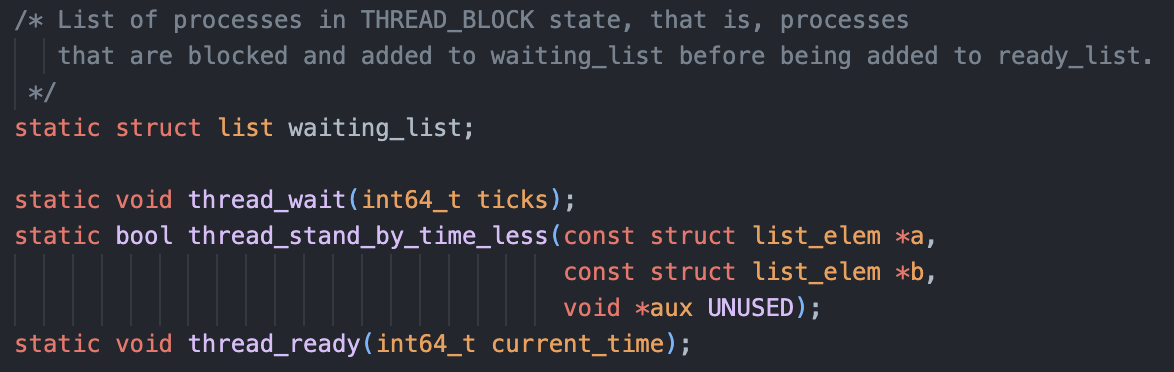 /* List of processes in THREAD_BLOCK state, that is, processes
that are blocked and added to waiting_list before being added to ready_list.
*/
static struct list waiting_list;
static void thread_wait(int64_t ticks);
static bool thread_stand_by_time_less(const struct list_elem *a,
const struct list_elem *b,
void *aux UNUSED);
static void thread_ready(int64_t current_time);